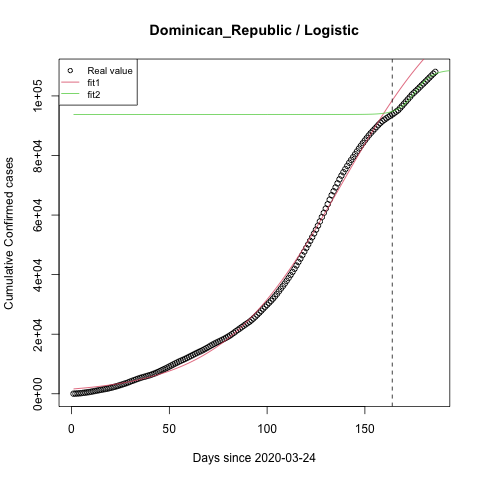 Dominican_Republic / Logistic
Real value
fit1
fit2
Cumulative Confirmed cases
1e+05
8e+04
6e+04
4e+04
2e+04
0e+00
0 50 100 150
Days since 2020-03-24